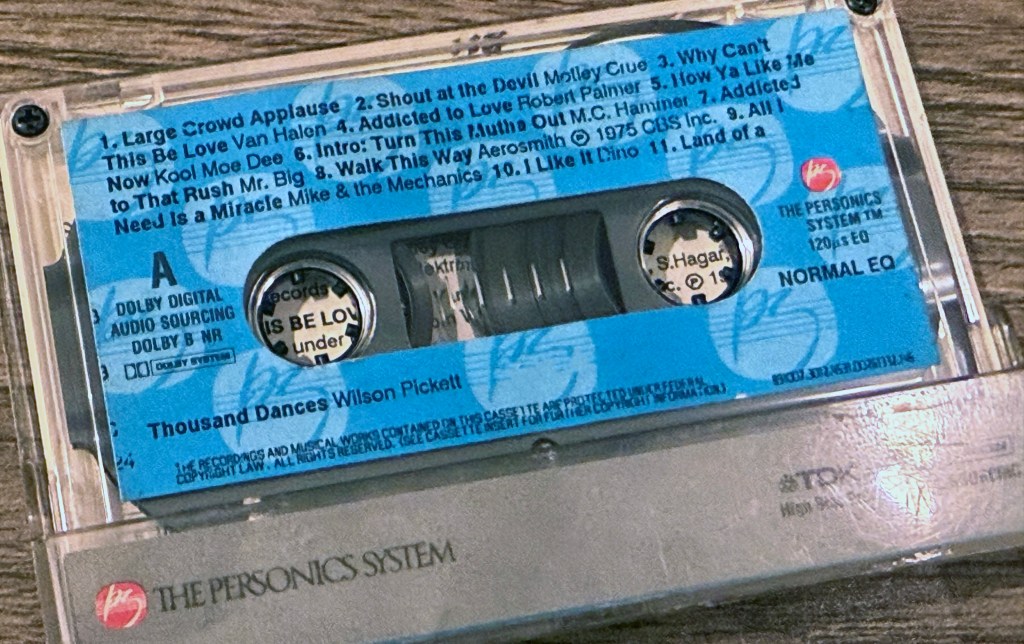 1. Large Crowd Applause 2. Shout at the Devil Motley Crue 3. Why Can't
This Be Love Van Halen 4. Addicted to Love Robert Palmer 5. How Ya Like Me
Now Kool Moe Dee 6. Intro: Turn This Mutha Out M.C. Hammer 7. Addicted
to That Rush Mr. Big 8. Walk This Way Aerosmith ℗ 1975 CBS Inc. 9. All I
Need Is a Miracle Mike & the Mechanics 10. I Like It Dino 11. Land of a
A
DOLBY DIGITAL
AUDIO SOURCING
DOLBY B NR
DOLBY SYSTEM
ecords
IS BE LOV
under
S.Hagar,
c. ℗ 19
THE PERSONICS
SYSTEM™
120µs EQ
NORMAL EQ
Thousand Dances Wilson Pickett
THE RECORDINGS AND MUSICAL WORKS CONTAINED ON THIS CASSETTE ARE PROTECTED UNDER FEDERAL
COPYRIGHT LAW. ALL RIGHTS RESERVED. (SEE CASSETTE INSERT FOR FURTHER COPYRIGHT INFORMATION.)
TDK
High
THE PERSONICS SYSTEM